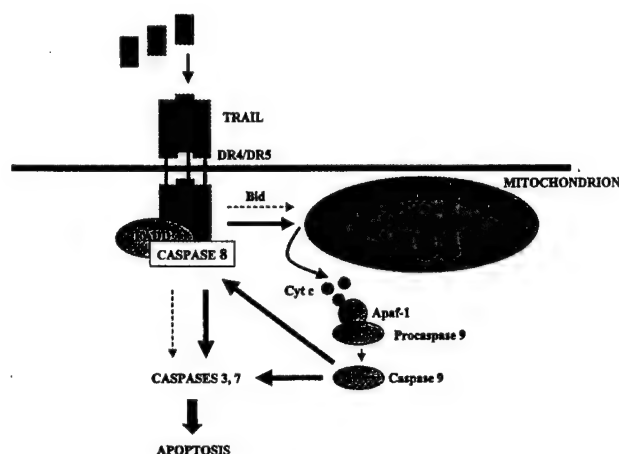 TRAIL
DR4/DR5
MITOCHONDRION
Bid
CASPASE 8
Cyt c
Apaf-1
Procaspase 9
CASPASES 3, 7
Caspase 9
APOPTOSIS